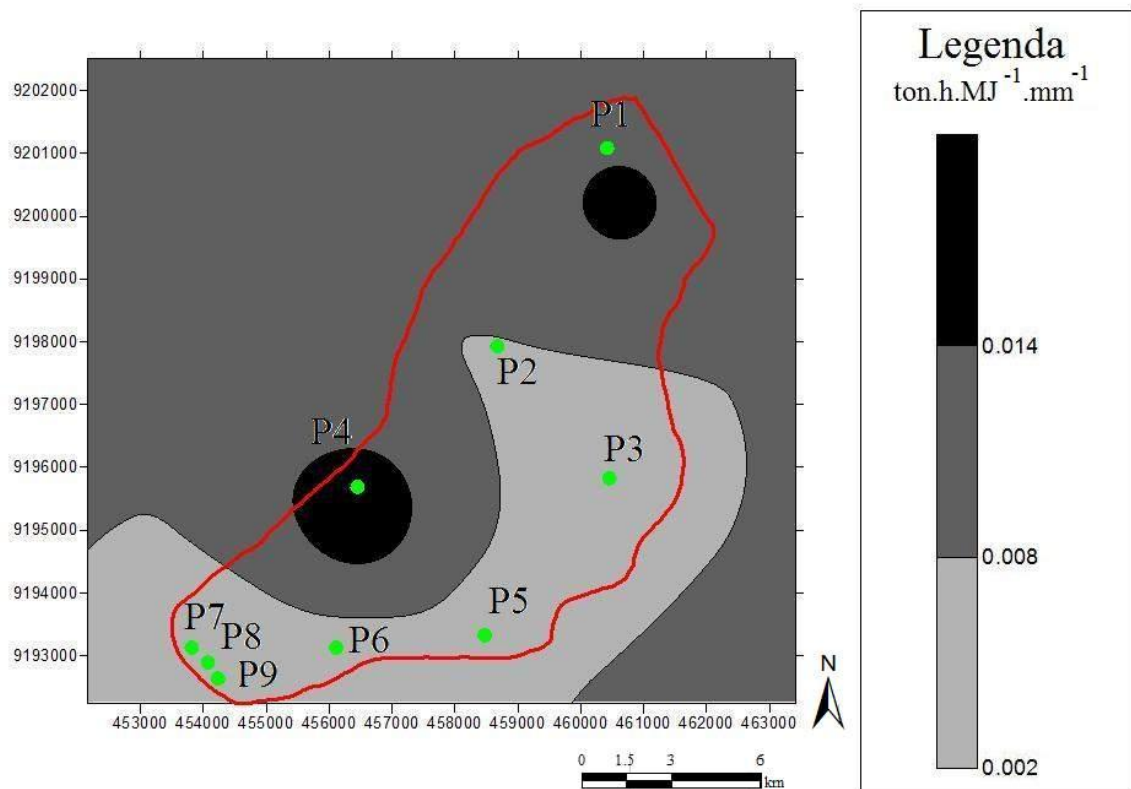 Legenda
ton.h.MJ⁻¹.mm⁻¹
0.014
0.008
0.002
9202000
9201000
9200000
9199000
9198000
9197000
9196000
9195000
9194000
9193000
P1
P2
P3
P4
P5
P6
P7
P8
P9
453000 454000 455000 456000 457000 458000 459000 460000 461000 462000 463000
N
0 1.5 3 6
km